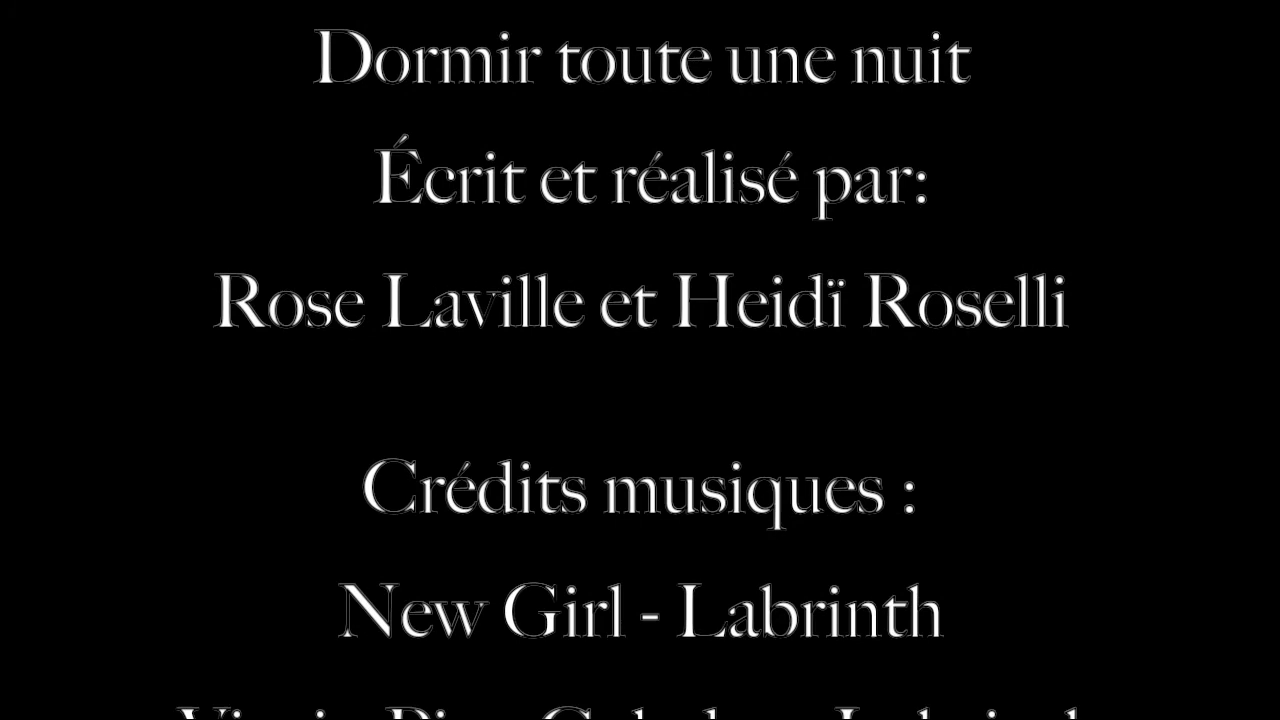 Dormir toute une nuit
Écrit et réalisé par:
Rose Laville et Heidï Roselli
Crédits musiques :
New Girl - Labrinth